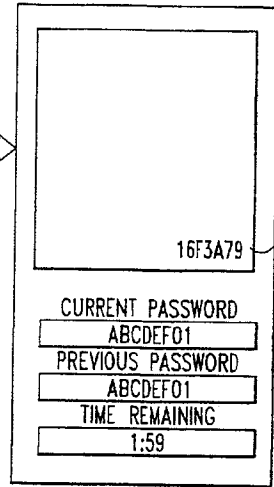 16F3A79
CURRENT PASSWORD
ABCDEF01
PREVIOUS PASSWORD
ABCDEF01
TIME REMAINING
1:59